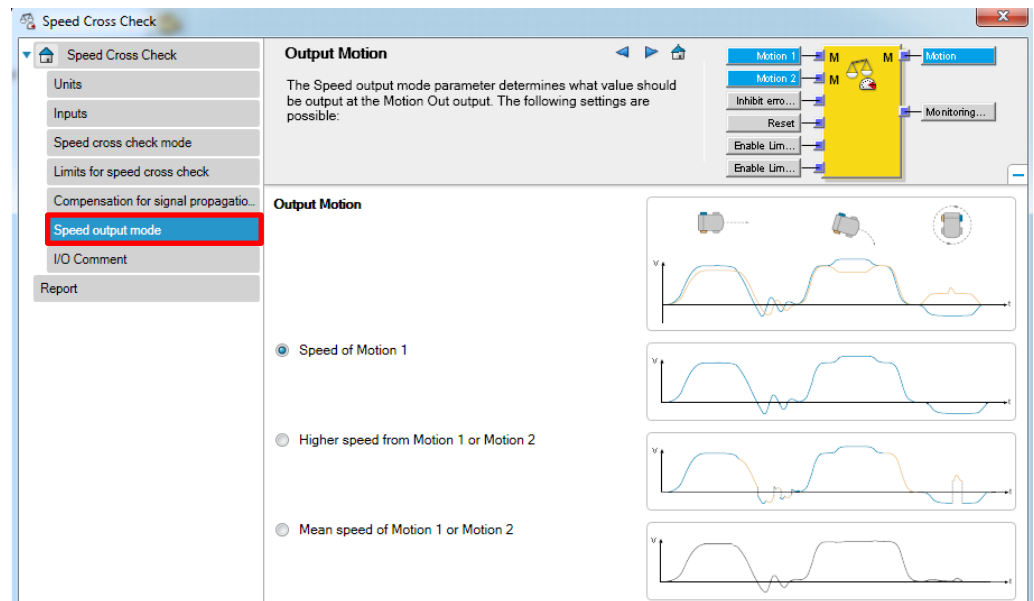 Speed Cross Check
Speed Cross Check
Units
Inputs
Speed cross check mode
Limits for speed cross check
Compensation for signal propagatio...
Speed output mode
I/O Comment
Report
Output Motion
The Speed output mode parameter determines what value should
be output at the Motion Out output. The following settings are
possible:
Motion 1
Motion 2
Inhibit erro...
Reset
Enable Lim...
Enable Lim...
M
M
M
Motion
Monitoring...
Output Motion
V
t
Speed of Motion 1
V
t
Higher speed from Motion 1 or Motion 2
V
t
Mean speed of Motion 1 or Motion 2
V
t